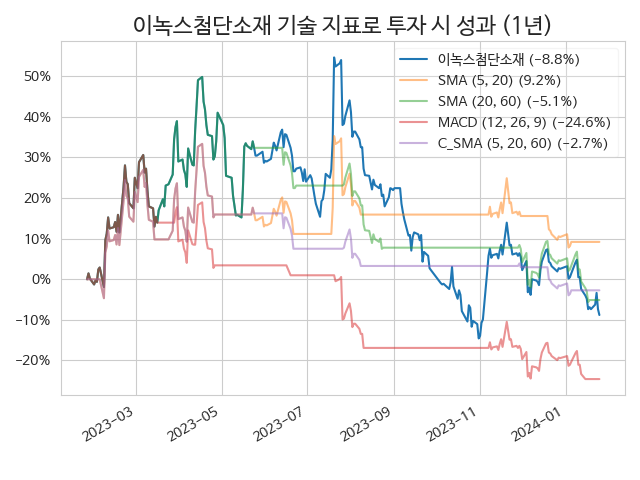 이녹스첨단소재 기술 지표로 투자 시 성과 (1년)
이녹스첨단소재 (−8.8%)
SMA (5, 20) (9.2%)
SMA (20, 60) (−5.1%)
MACD (12, 26, 9) (−24.6%)
C_SMA (5, 20, 60) (−2.7%)
50%
40%
30%
20%
10%
0%
−10%
−20%
2023−03
2023−05
2023−07
2023−09
2023−11
2024−01